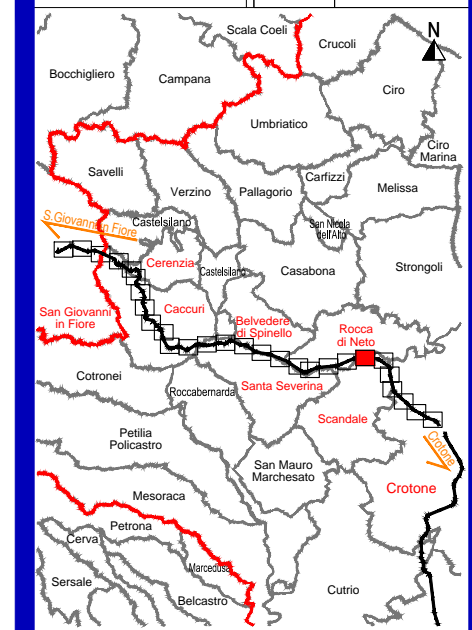 Scala Coeli
Crucoli
N
Bocchigliero
Campana
Ciro
Umbriatico
Ciro
Marina
Savelli
Verzino
Pallagorio
Carfizzi
Melissa
S.Giovanni in Fiore
Castelsilano
San Nicola
dell'Alto
Cerenzia
Castelsilano
Casabona
Strongoli
San Giovanni
in Fiore
Caccuri
Belvedere
di Spinello
Rocca
di Neto
Cotronei
Roccabernarda
Santa Severina
Scandale
Petilia
Policastro
Crotone
San Mauro
Marchesato
Crotone
Mesoraca
Petrona
Cerva
Marcedusa
Sersale
Belcastro
Cutrio